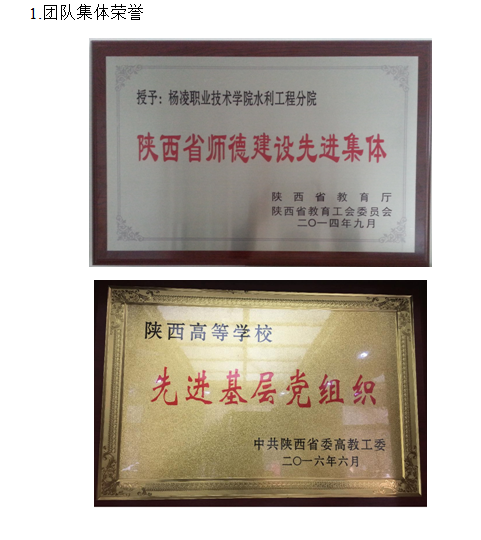 1.团队集体荣誉
授予：杨凌职业技术学院水利工程分院
陕西省师德建设先进集体
陕西省教育厅
陕西省教育工会委员会
二〇一四年九月
陕西高等学校
先进基层党组织
中共陕西省委高教工委
二〇一六年六月